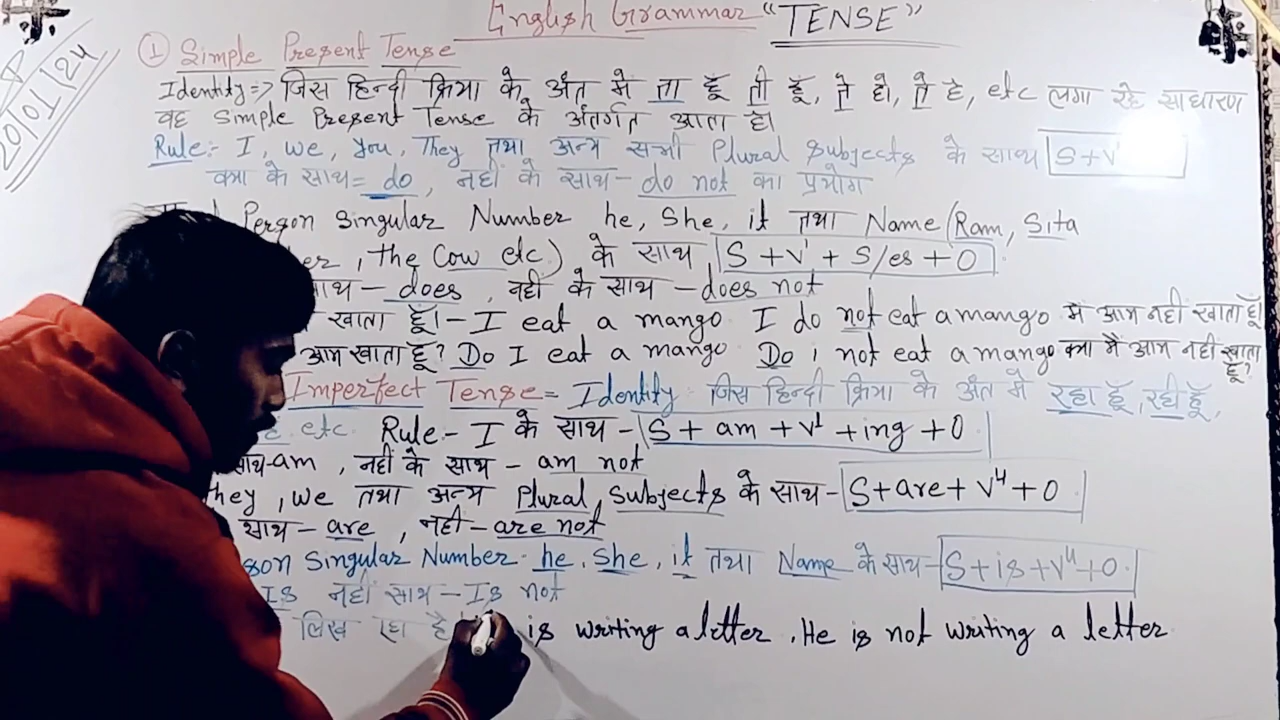 English Grammar "TENSE"
20/01/24
① Simple Present Tense
Identity=> जिस हिन्दी क्रिया के अंत मे ता हूँ ती हूँ, ते हो, ते है, etc लगा रहे साधारण
वह Simple Present Tense के अंतर्गत आता है।
Rule:- I, we, you, They तथा अन्य सभी Plural Subjects के साथ S+V
क्या के साथ= do, नहीं के साथ- do not का प्रयोग
Person Singular Number he, She, it तथा Name (Ram, Sita
, the Cow etc) के साथ S+V¹+S/es+O
साथ- does, नही के साथ -does not
खाता हूँ।- I eat a mango I do not eat a mango मै आम नही खाता हूँ।
आम खाता हूँ? Do I eat a mango Do i not eat a mango क्या मै आम नही खाता हूँ?
Imperfect Tense= Identity जिस हिन्दी क्रिया के अंत मे रहा हूँ, रही हूँ,
etc. Rule- I के साथ- S+am+V¹+ing+O
साथ-am, नहीं के साथ - am not
they, we तथा अन्य Plural Subjects के साथ- S+are+V⁴+O
साथ- are, नही- are not
Singular Number he, She, it तथा Name के साथ- S+is+V⁴+O
Is नही साथ- Is not
लिख रहा है is writing a letter. He is not writing a letter